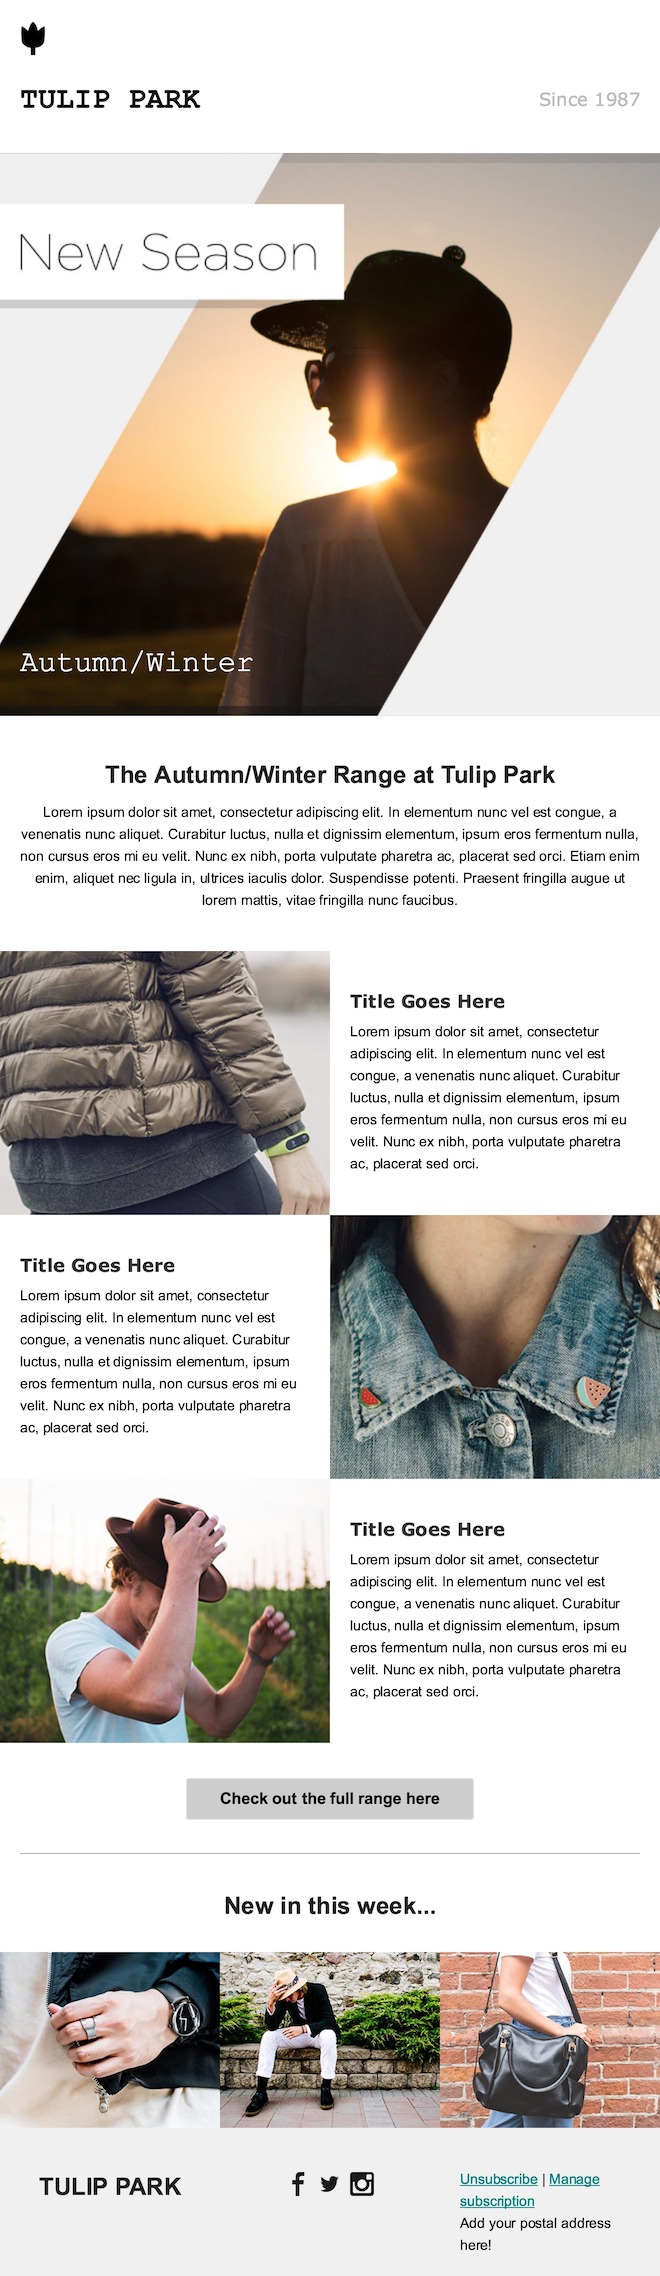 TULIP PARK
Since 1987
New Season
Autumn/Winter
The Autumn/Winter Range at Tulip Park
Lorem ipsum dolor sit amet, consectetur adipiscing elit. In elementum nunc vel est congue, a
venenatis nunc aliquet. Curabitur luctus, nulla et dignissim elementum, ipsum eros fermentum nulla,
non cursus eros mi eu velit. Nunc ex nibh, porta vulputate pharetra ac, placerat sed orci. Etiam enim
enim, aliquet nec ligula in, ultrices iaculis dolor. Suspendisse potenti. Praesent fringilla augue ut
lorem mattis, vitae fringilla nunc faucibus.
Title Goes Here
Lorem ipsum dolor sit amet, consectetur
adipiscing elit. In elementum nunc vel est
congue, a venenatis nunc aliquet. Curabitur
luctus, nulla et dignissim elementum, ipsum
eros fermentum nulla, non cursus eros mi eu
velit. Nunc ex nibh, porta vulputate pharetra
ac, placerat sed orci.
Title Goes Here
Lorem ipsum dolor sit amet, consectetur
adipiscing elit. In elementum nunc vel est
congue, a venenatis nunc aliquet. Curabitur
luctus, nulla et dignissim elementum, ipsum
eros fermentum nulla, non cursus eros mi eu
velit. Nunc ex nibh, porta vulputate pharetra
ac, placerat sed orci.
Title Goes Here
Lorem ipsum dolor sit amet, consectetur
adipiscing elit. In elementum nunc vel est
congue, a venenatis nunc aliquet. Curabitur
luctus, nulla et dignissim elementum, ipsum
eros fermentum nulla, non cursus eros mi eu
velit. Nunc ex nibh, porta vulputate pharetra
ac, placerat sed orci.
Check out the full range here
New in this week...
TULIP PARK
Unsubscribe | Manage
subscription
Add your postal address
here!